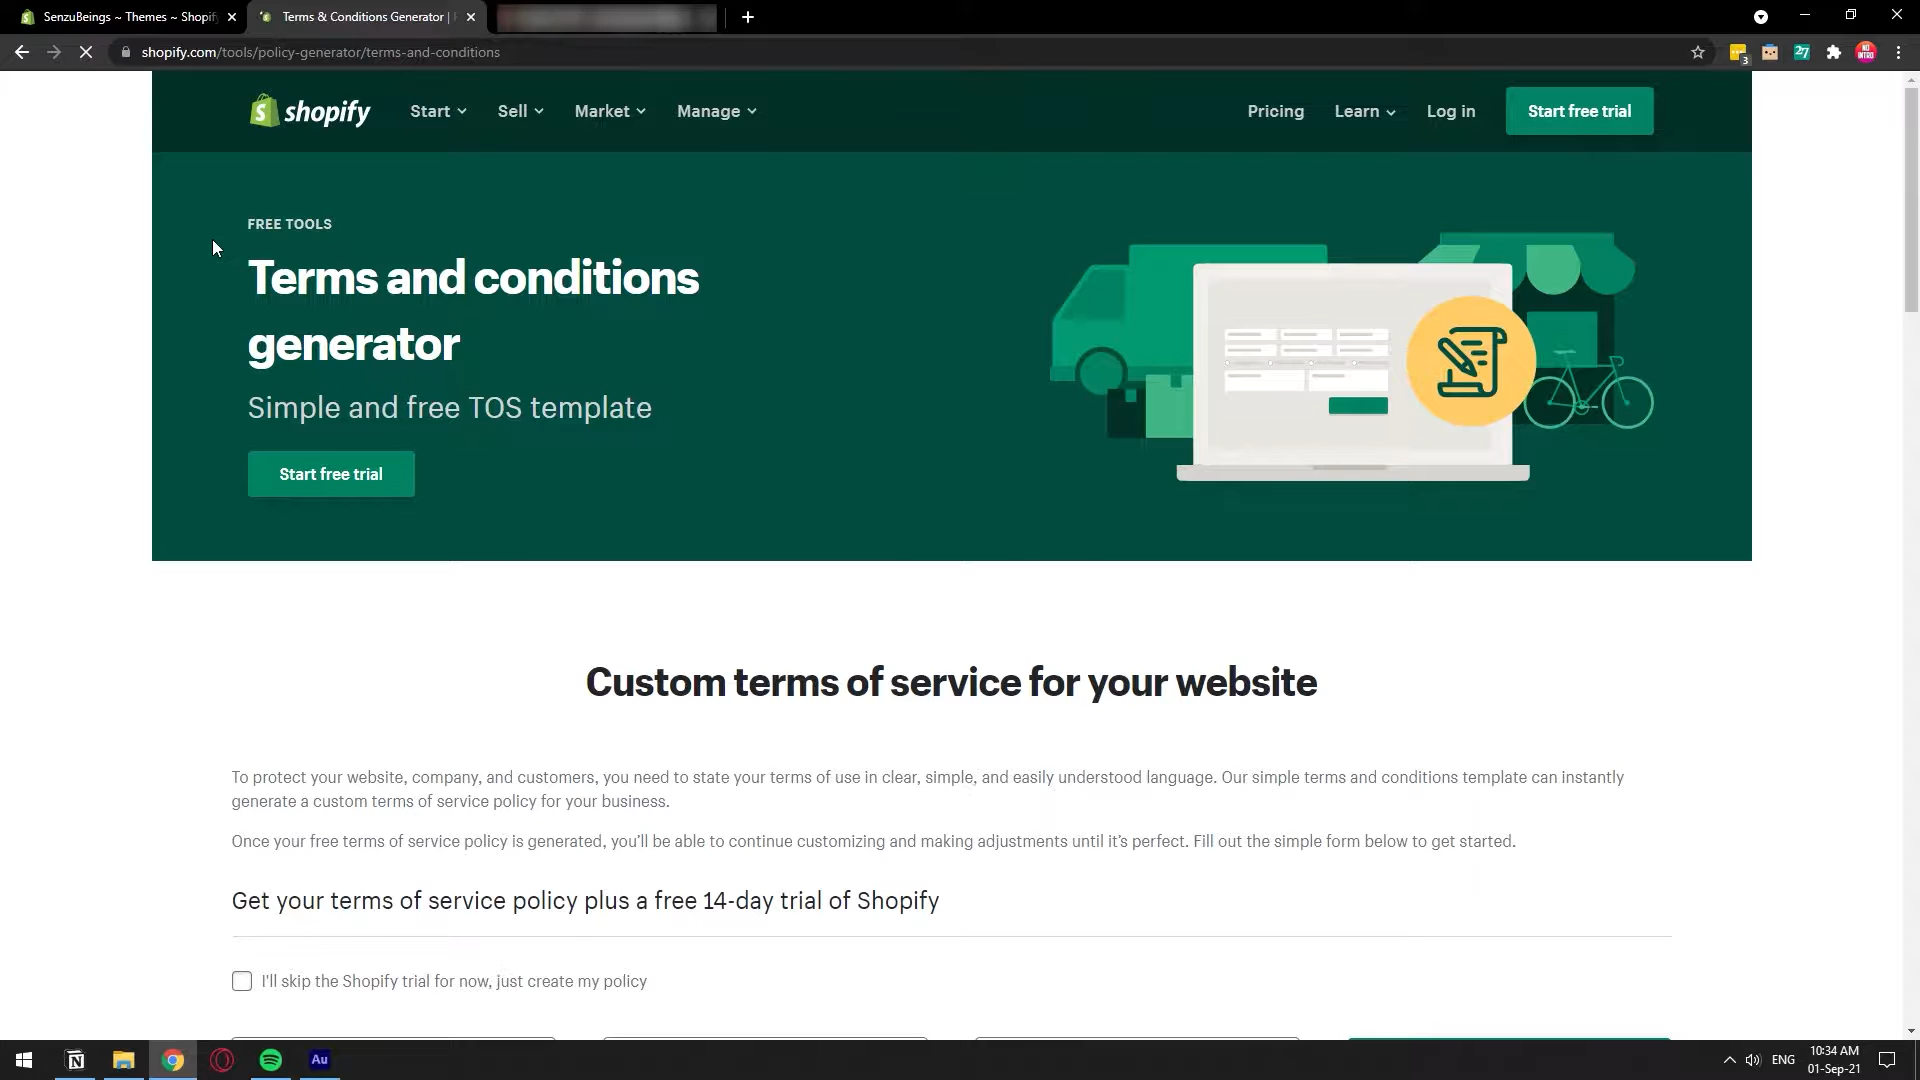 SenzuBeings ~ Themes ~ Shopif
Terms & Conditions Generator |
shopify.com/tools/policy-generator/terms-and-conditions
3
27
NO INTRO
shopify
Start
Sell
Market
Manage
Pricing
Learn
Log in
Start free trial
FREE TOOLS
Terms and conditions
generator
Simple and free TOS template
Start free trial
Custom terms of service for your website
To protect your website, company, and customers, you need to state your terms of use in clear, simple, and easily understood language. Our simple terms and conditions template can instantly
generate a custom terms of service policy for your business.
Once your free terms of service policy is generated, you'll be able to continue customizing and making adjustments until it's perfect. Fill out the simple form below to get started.
Get your terms of service policy plus a free 14-day trial of Shopify
I'll skip the Shopify trial for now, just create my policy
Au
ENG
10:34 AM
01-Sep-21